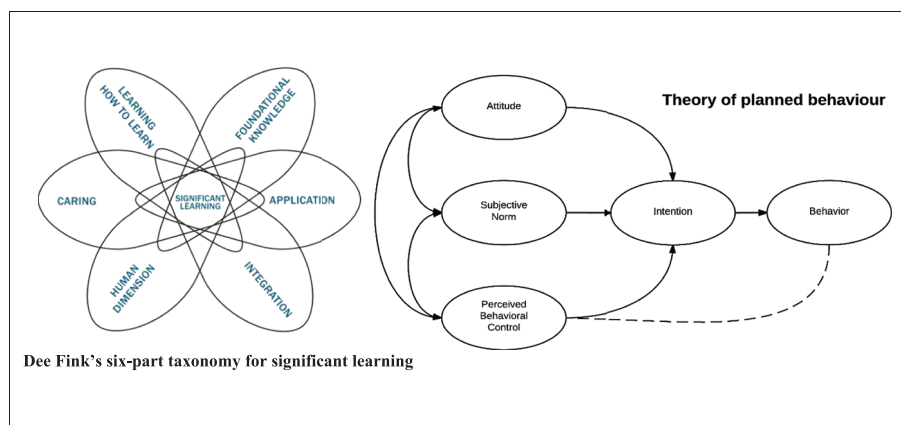 LEARNING
HOW TO LEARN
FOUNDATIONAL
KNOWLEDGE
CARING
SIGNIFICANT
LEARNING
APPLICATION
HUMAN
DIMENSION
INTEGRATION
Dee Fink’s six-part taxonomy for significant learning
Theory of planned behaviour
Attitude
Subjective
Norm
Intention
Behavior
Perceived
Behavioral
Control